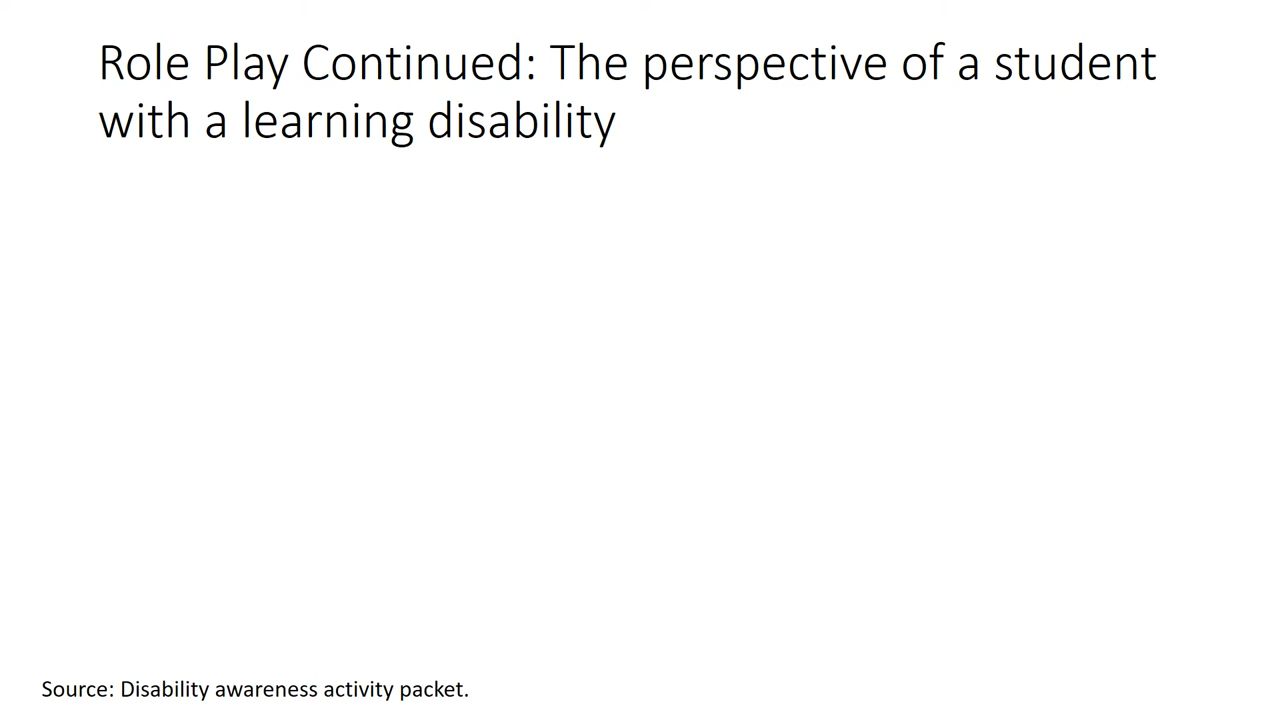 Role Play Continued: The perspective of a student
with a learning disability
Source: Disability awareness activity packet.